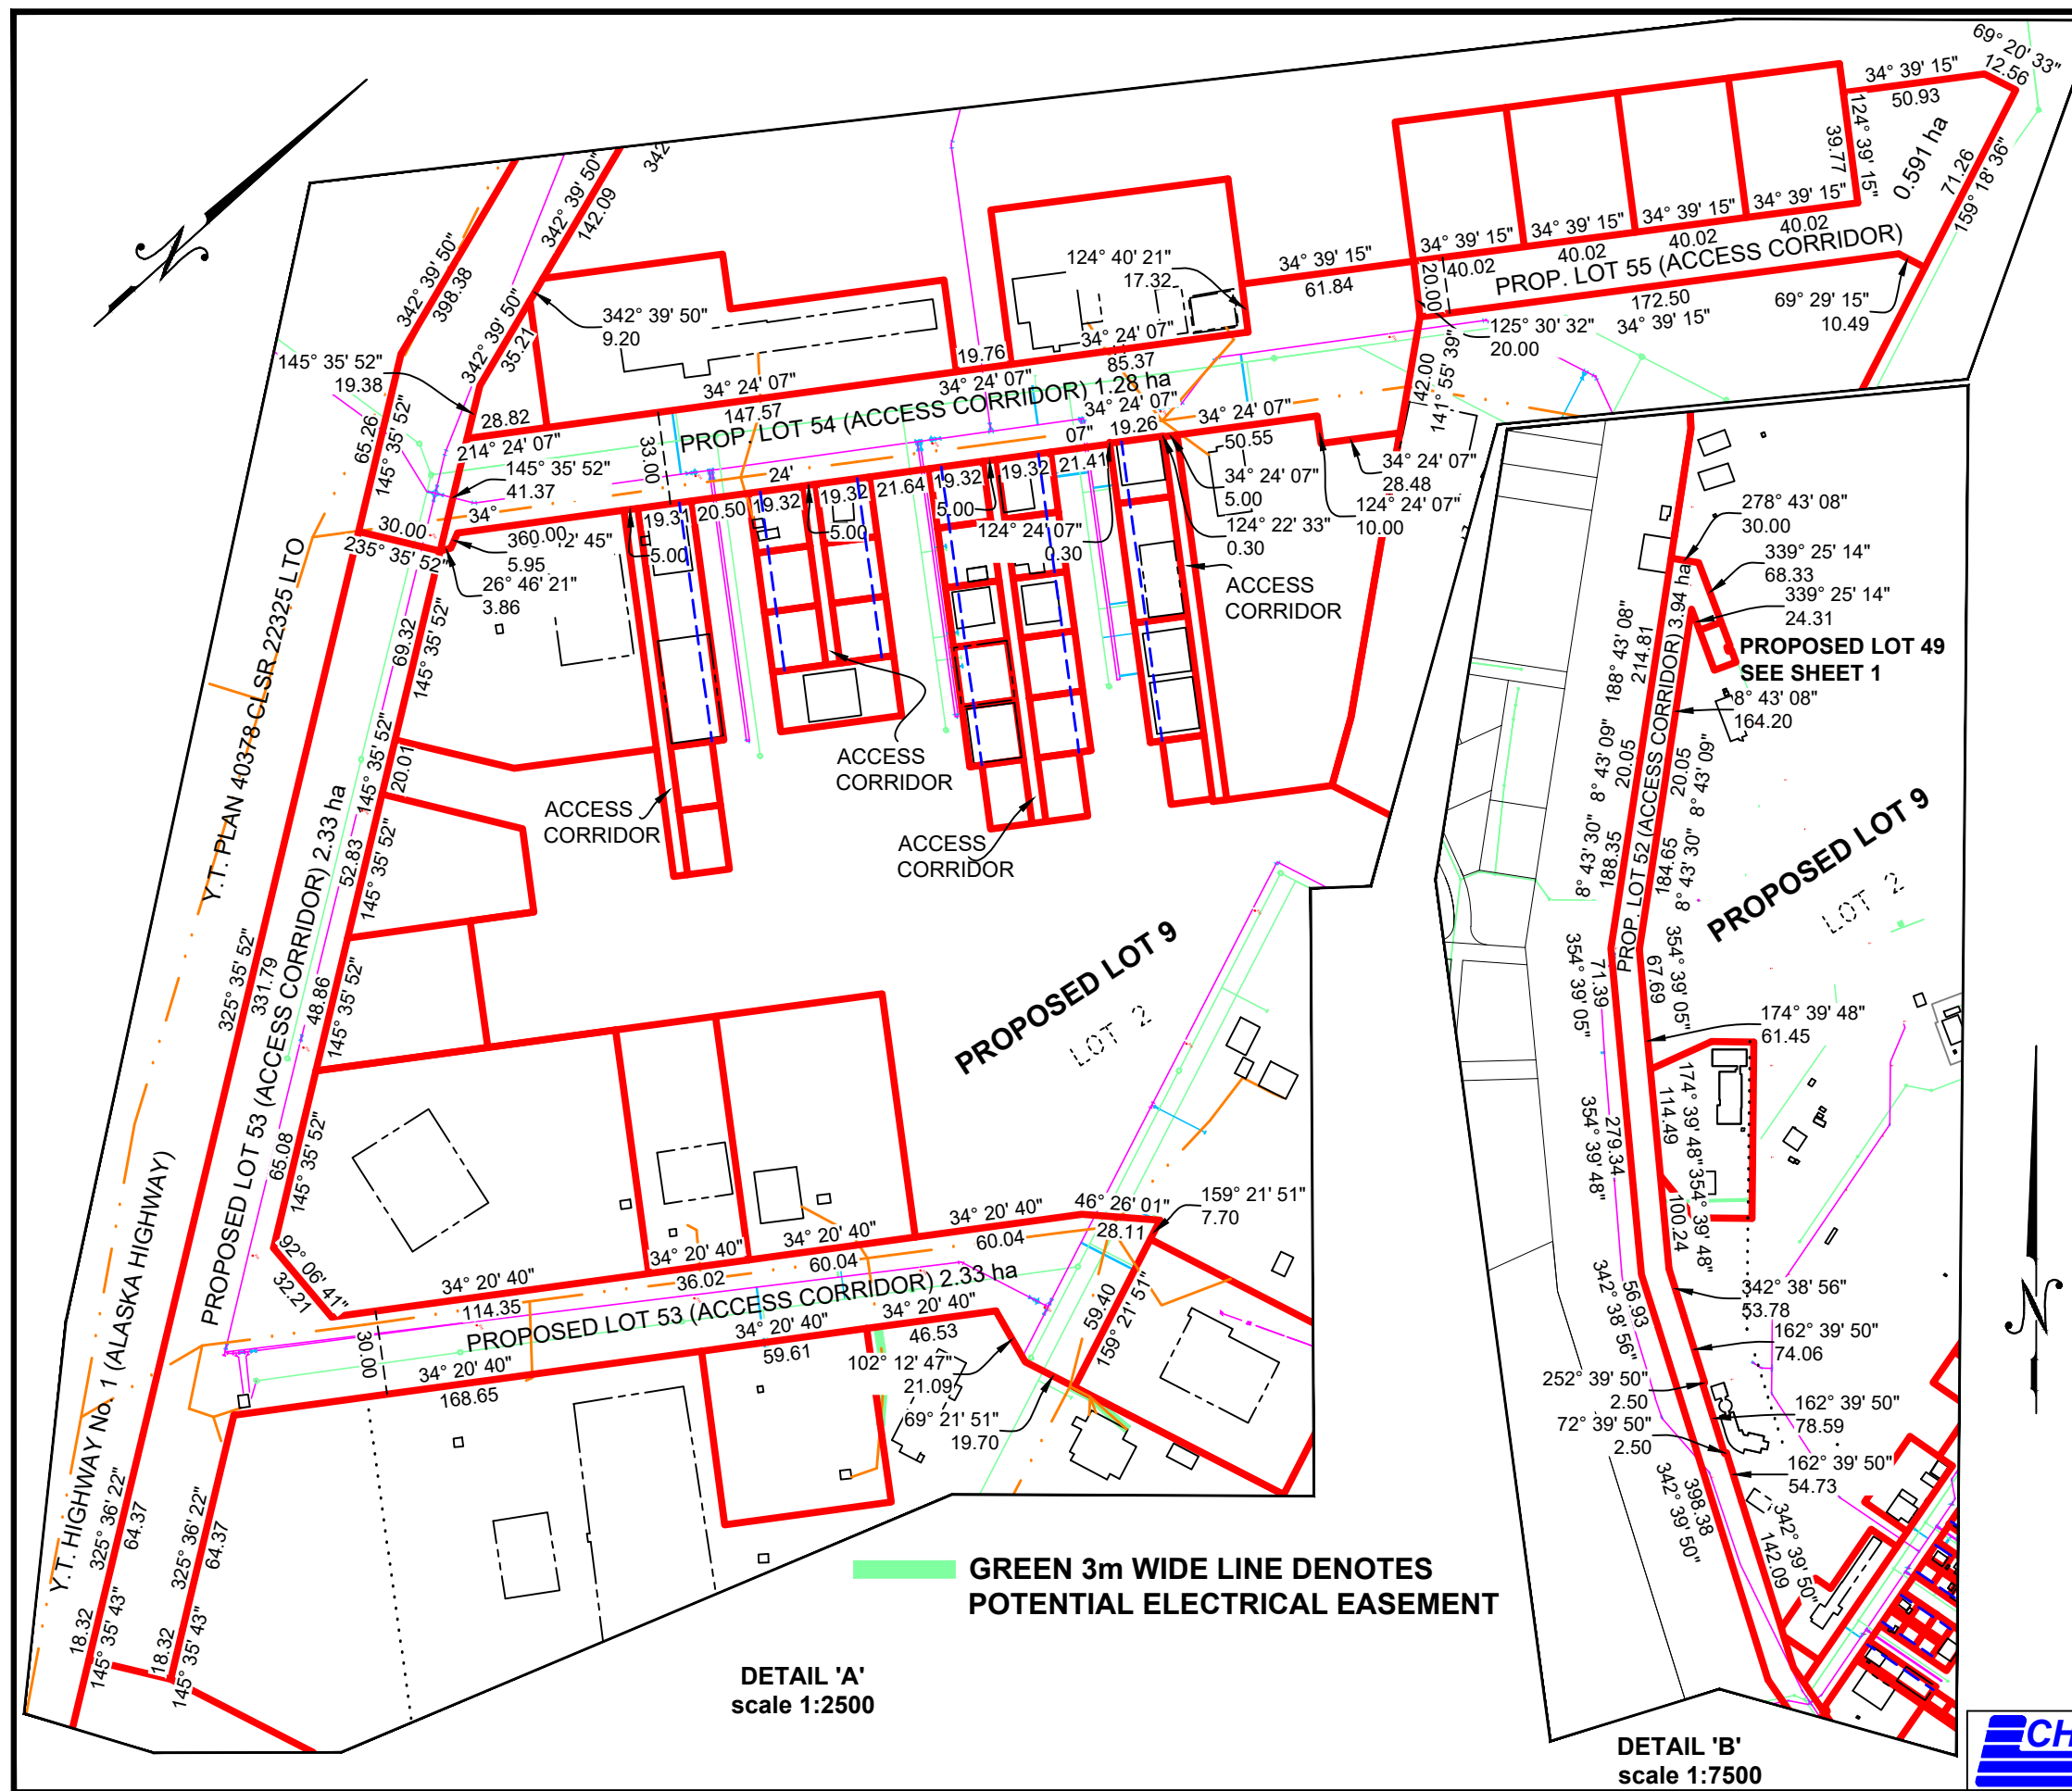 69° 20' 33"
12.56
34° 39' 15"
50.93
124° 39' 15"
39.77
0.591 ha
71.26
159° 18' 36"
34° 39' 15"
40.02
34° 39' 15"
40.02
34° 39' 15"
40.02
34° 39' 15"
40.02
PROP. LOT 55 (ACCESS CORRIDOR)
20.00
172.50
34° 39' 15"
69° 29' 15"
10.49
125° 30' 32"
20.00
34° 39' 15"
61.84
124° 40' 21"
17.32
342° 39' 50"
142.09
342
342° 39' 50"
398.38
342° 39' 50"
35.21
342° 39' 50"
9.20
145° 35' 52"
19.38
65.26
145° 35' 52"
28.82
214° 24' 07"
145° 35' 52"
41.37
34° 24' 07"
147.57
19.76
34° 24' 07"
34° 24' 07"
85.37
PROP. LOT 54 (ACCESS CORRIDOR) 1.28 ha
33.00
34° 24' 07"
19.26
34° 24' 07"
50.55
42.00
141° 55' 39"
34° 24' 07"
28.48
124° 24' 07"
10.00
34° 24' 07"
5.00
124° 22' 33"
0.30
124° 24' 07"
0.30
34°
24'
07"
19.31
5.00
20.50
19.32
19.32
5.00
21.64
19.32
5.00
19.32
21.41
30.00
235° 35' 52"
360.00
12' 45"
5.95
26° 46' 21"
3.86
ACCESS
CORRIDOR
ACCESS
CORRIDOR
ACCESS
CORRIDOR
ACCESS
CORRIDOR
69.32
145° 35' 52"
145° 35' 52"
20.01
52.83
145° 35' 52"
48.86
145° 35' 52"
65.08
145° 35' 52"
325° 35' 52"
331.79
Y.T. PLAN 40378 CLSR 22325 LTO
PROPOSED LOT 53 (ACCESS CORRIDOR) 2.33 ha
Y.T. HIGHWAY No. 1 (ALASKA HIGHWAY)
92° 06' 41"
32.21
34° 20' 40"
114.35
34° 20' 40"
36.02
34° 20' 40"
60.04
34° 20' 40"
60.04
46° 26' 01"
28.11
159° 21' 51"
7.70
PROPOSED LOT 53 (ACCESS CORRIDOR) 2.33 ha
30.00
34° 20' 40"
168.65
34° 20' 40"
59.61
34° 20' 40"
46.53
102° 12' 47"
21.09
69° 21' 51"
19.70
59.40
159° 21' 51"
325° 36' 22"
64.37
325° 36' 22"
64.37
18.32
145° 35' 43"
18.32
145° 35' 43"
PROPOSED LOT 9
LOT 2
GREEN 3m WIDE LINE DENOTES
POTENTIAL ELECTRICAL EASEMENT
DETAIL 'A'
scale 1:2500
278° 43' 08"
30.00
339° 25' 14"
68.33
339° 25' 14"
24.31
PROPOSED LOT 49
SEE SHEET 1
8° 43' 08"
164.20
188° 43' 08"
214.81
8° 43' 09"
20.05
20.05
8° 43' 09"
8° 43' 30"
188.35
184.65
8° 43' 30"
PROP. LOT 52 (ACCESS CORRIDOR) 3.94 ha
PROPOSED LOT 9
LOT 2
71.39
354° 39' 05"
354° 39' 05"
67.69
174° 39' 48"
61.45
174° 39' 48"
114.49
279.34
354° 39' 48"
354° 39' 48"
100.24
342° 38' 56"
53.78
56.93
342° 38' 56"
162° 39' 50"
74.06
252° 39' 50"
2.50
162° 39' 50"
78.59
72° 39' 50"
2.50
162° 39' 50"
54.73
398.38
342° 39' 50"
342° 39' 50"
142.09
DETAIL 'B'
scale 1:7500
CH